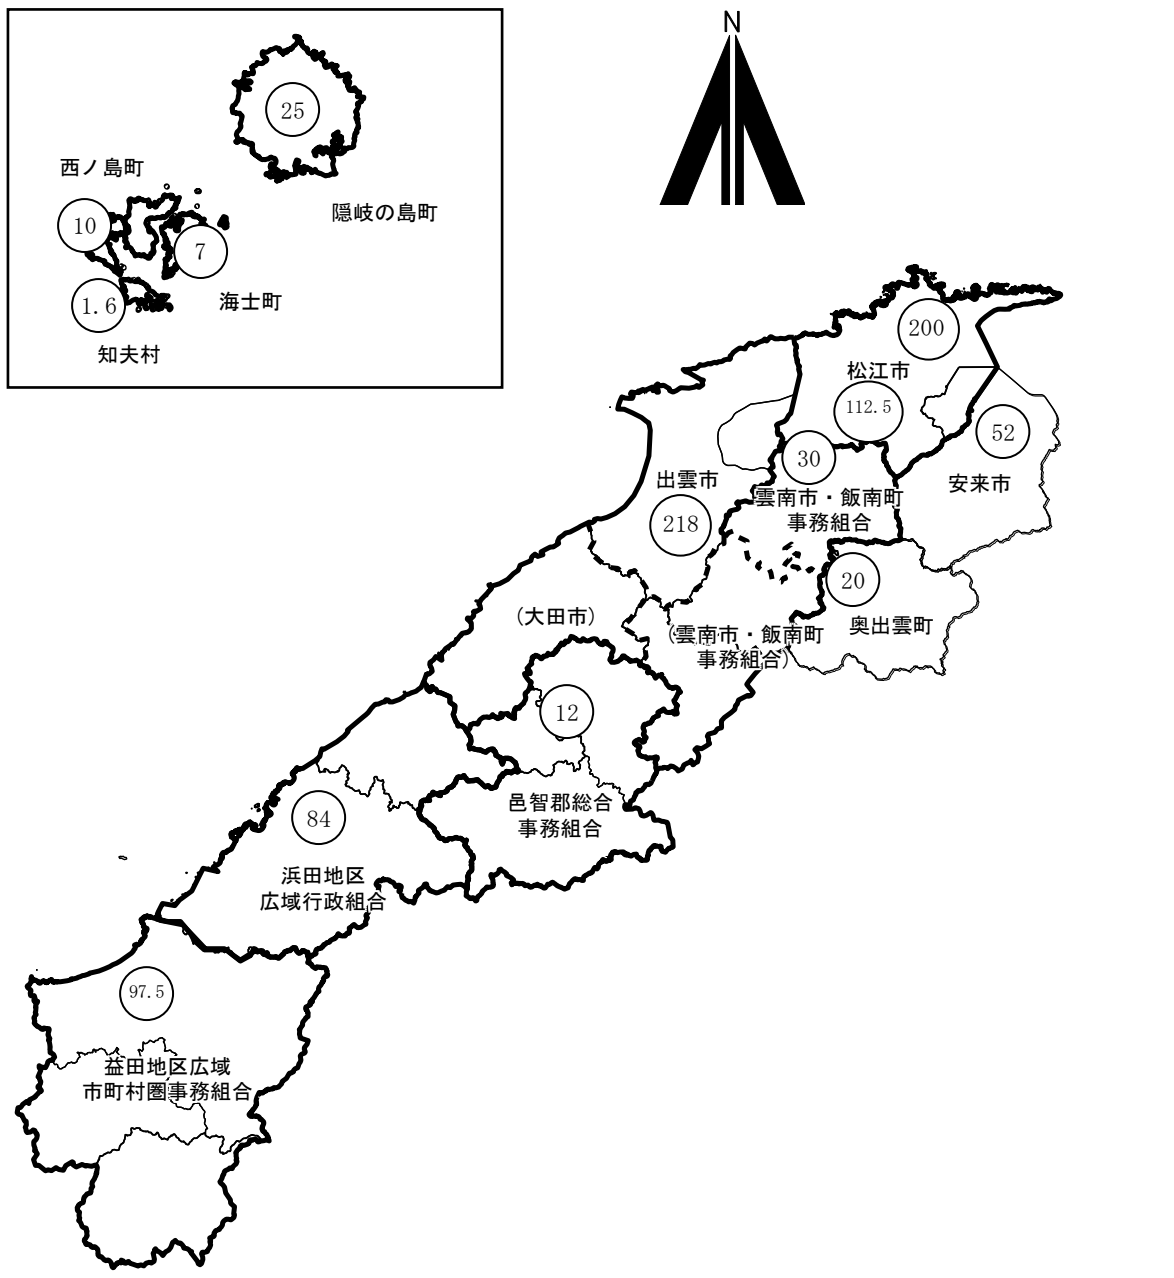 N
25
西ノ島町
隠岐の島町
10
7
海士町
1.6
知夫村
200
松江市
112.5
52
30
安来市
出雲市
雲南市・飯南町
事務組合
218
20
(大田市)
奥出雲町
(雲南市・飯南町
事務組合)
12
邑智郡総合
事務組合
84
浜田地区
広域行政組合
97.5
益田地区広域
市町村圏事務組合